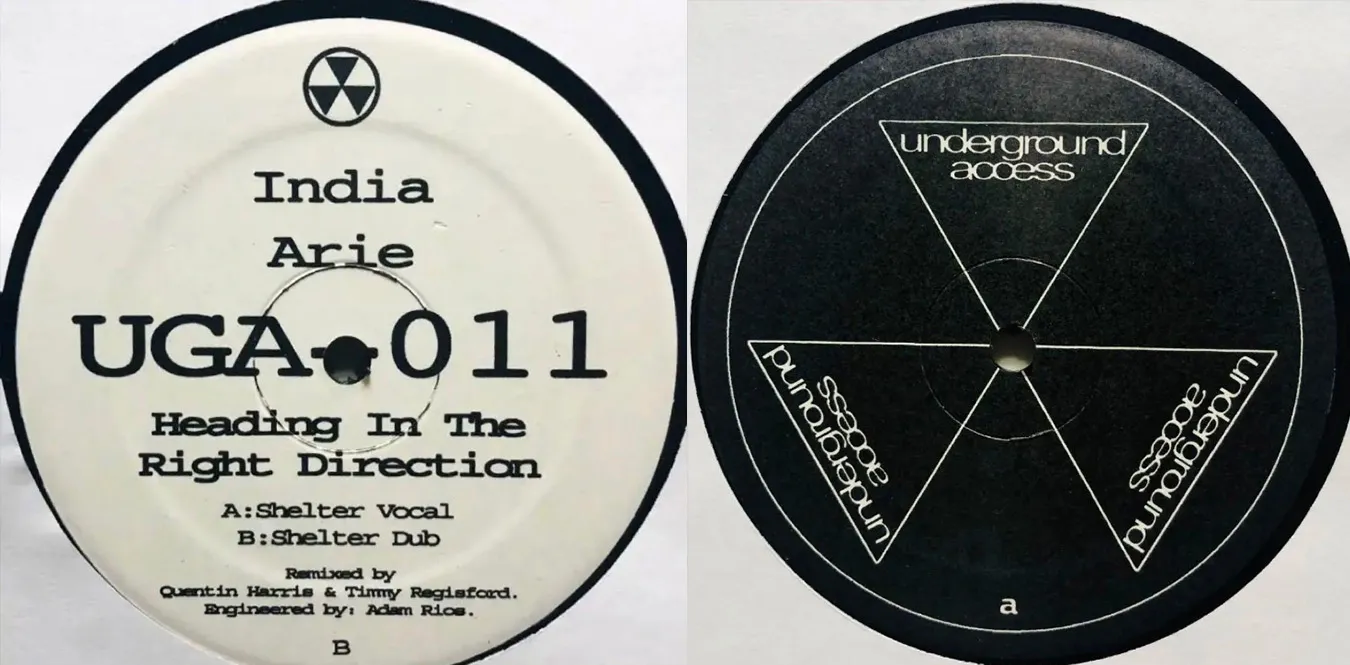 India
Arie
UGA-011
Heading In The
Right Direction
A:Shelter Vocal
B:Shelter Dub
Remixed by
Quentin Harris & Timmy Regisford.
Engineered by: Adam Rios.
B
underground
access
underground
access
underground
access
a